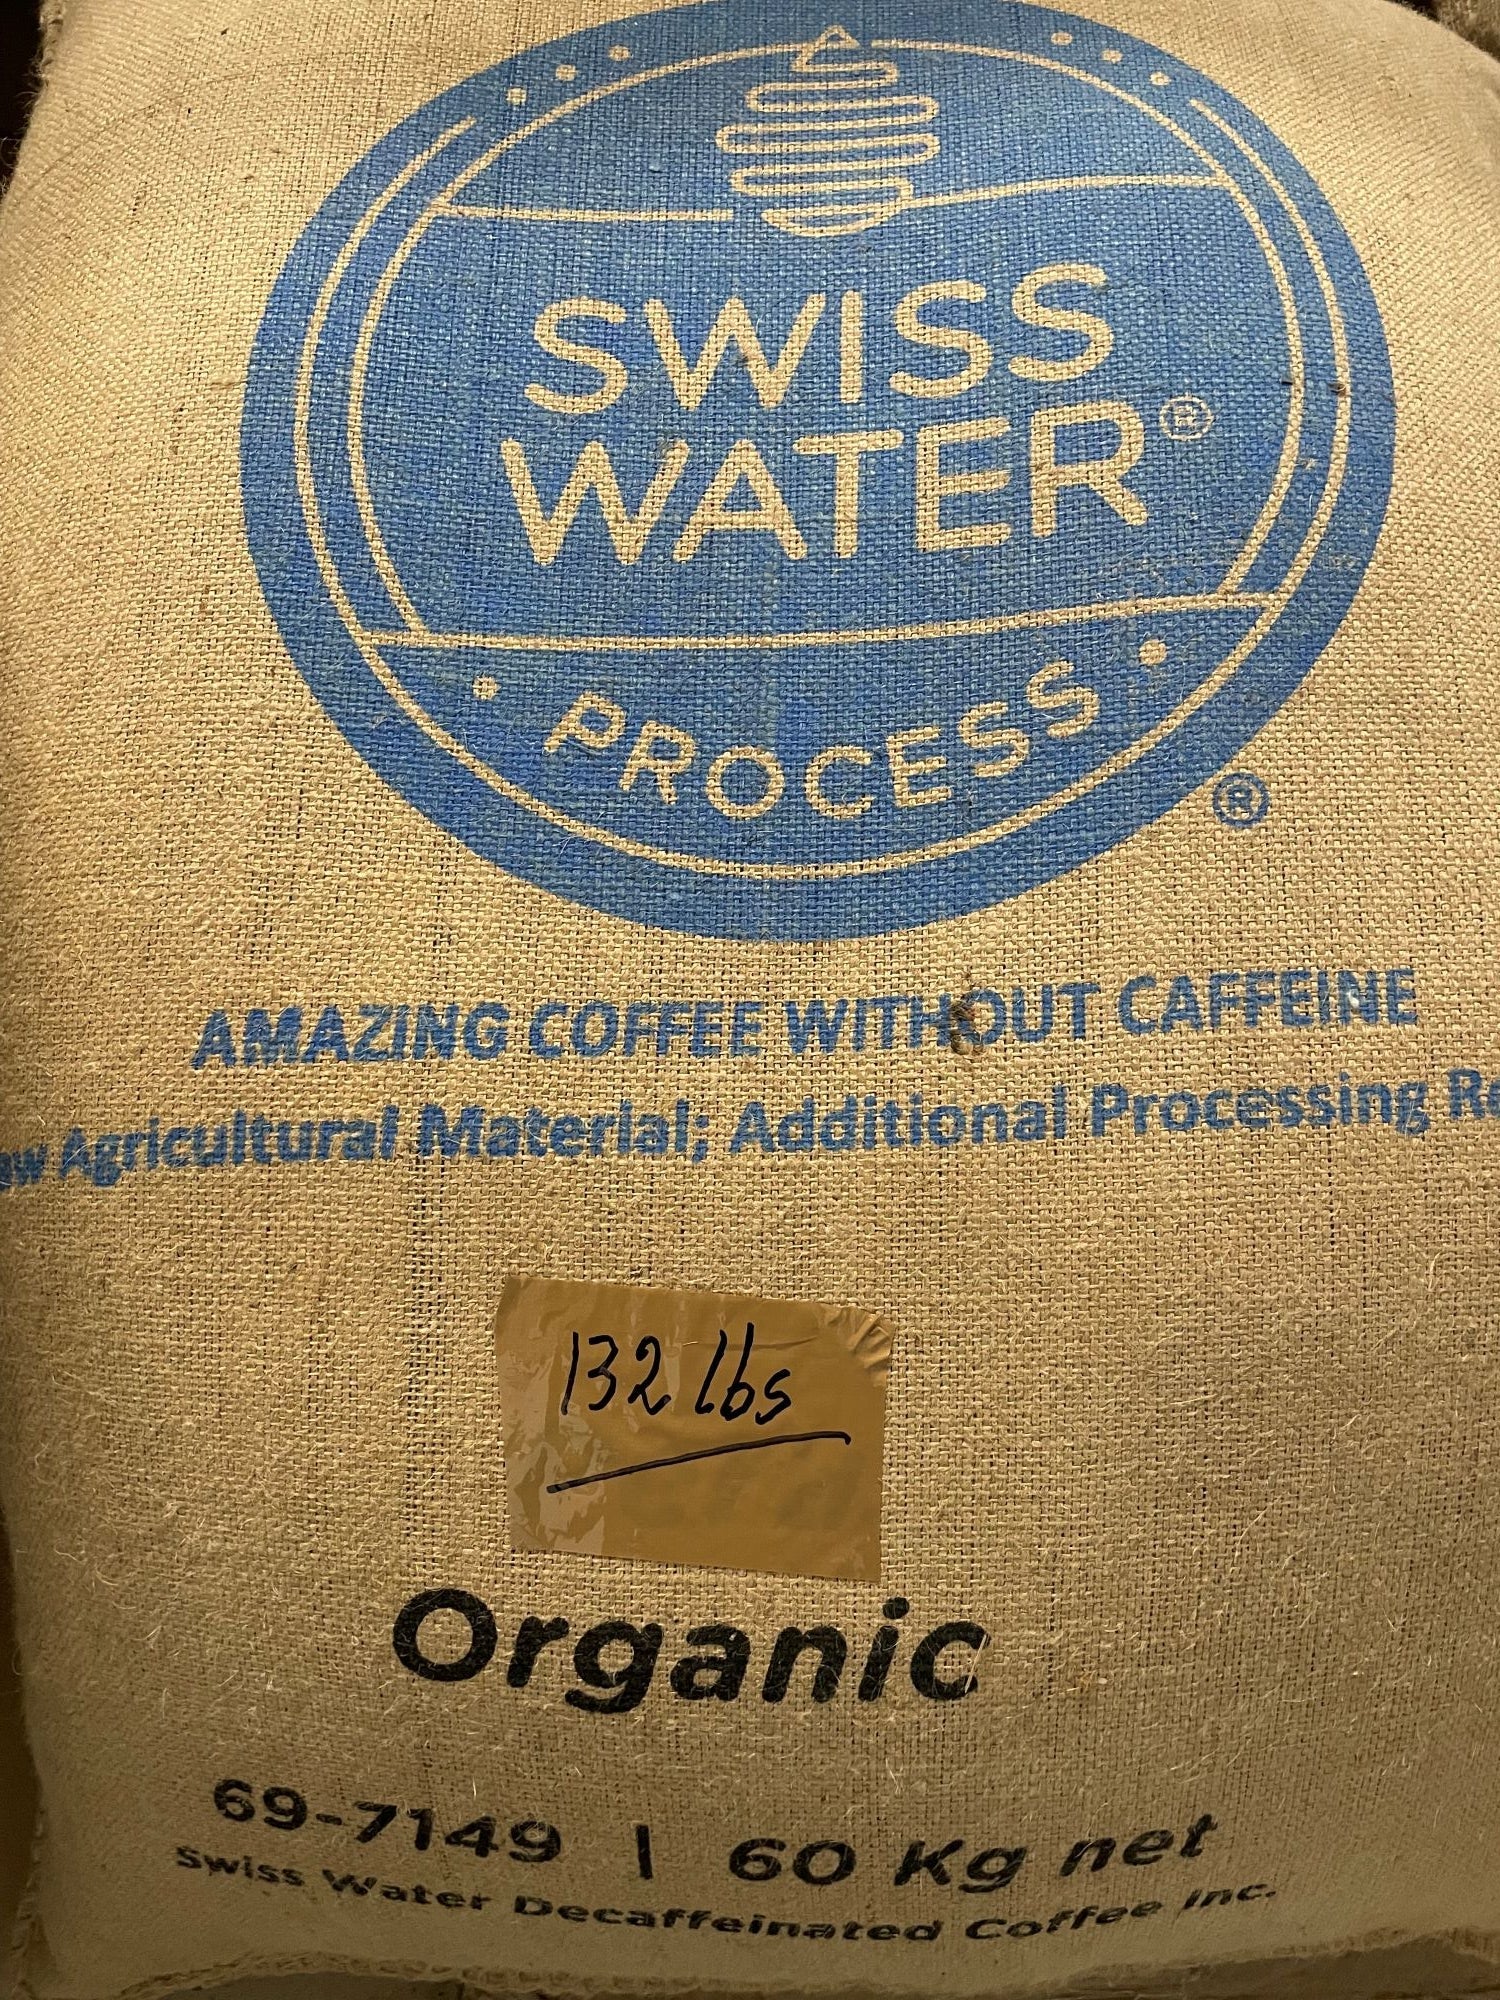 SWISS
WATER®
• PROCESS •
®
AMAZING COFFEE WITHOUT CAFFEINE
Agricultural Material; Additional Processing
132 lbs
Organic
69-7149 | 60 Kg net
Swiss Water Decaffeinated Coffee Inc.